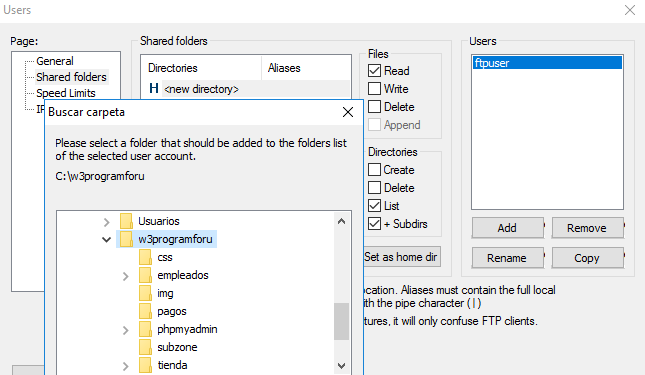 Users
Page:
General
Shared folders
Speed Limits
Shared folders
Directories Aliases
H <new directory>
Files
Read
Write
Delete
Append
Directories
Create
Delete
List
+ Subdirs
Set as home dir
Users
ftpuser
Add Remove
Rename Copy
Buscar carpeta
Please select a folder that should be added to the folders list
of the selected user account.
C:\w3programforu
Usuarios
w3programforu
css
empleados
img
pagos
phpmyadmin
subzone
tienda
ocation. Aliases must contain the full local
ith the pipe character (|)
tures, it will only confuse FTP clients.